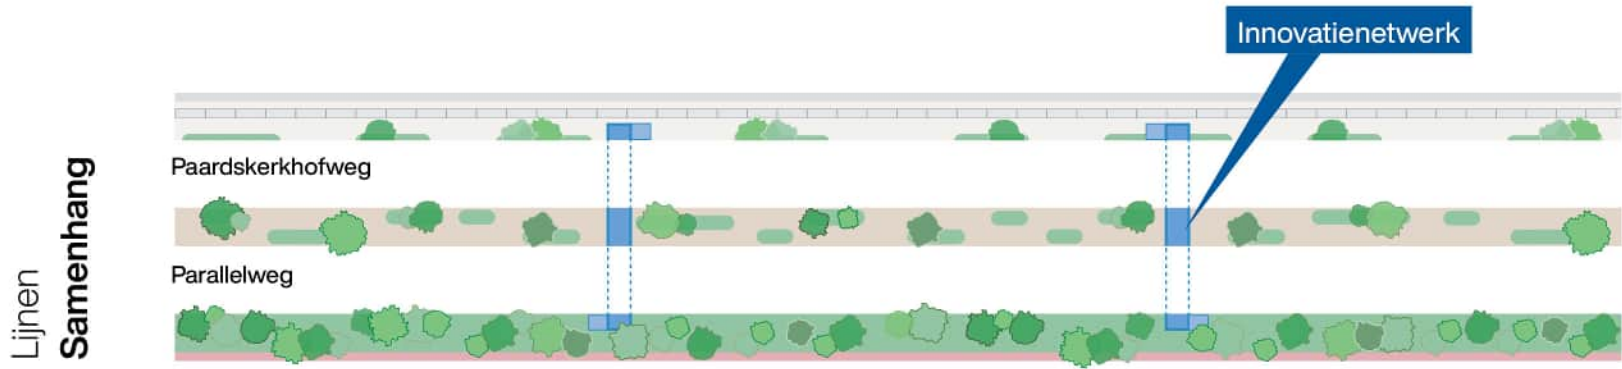 Innovatienetwerk
Paardskerkhofweg
Parallelweg
Lijnen
Samenhang